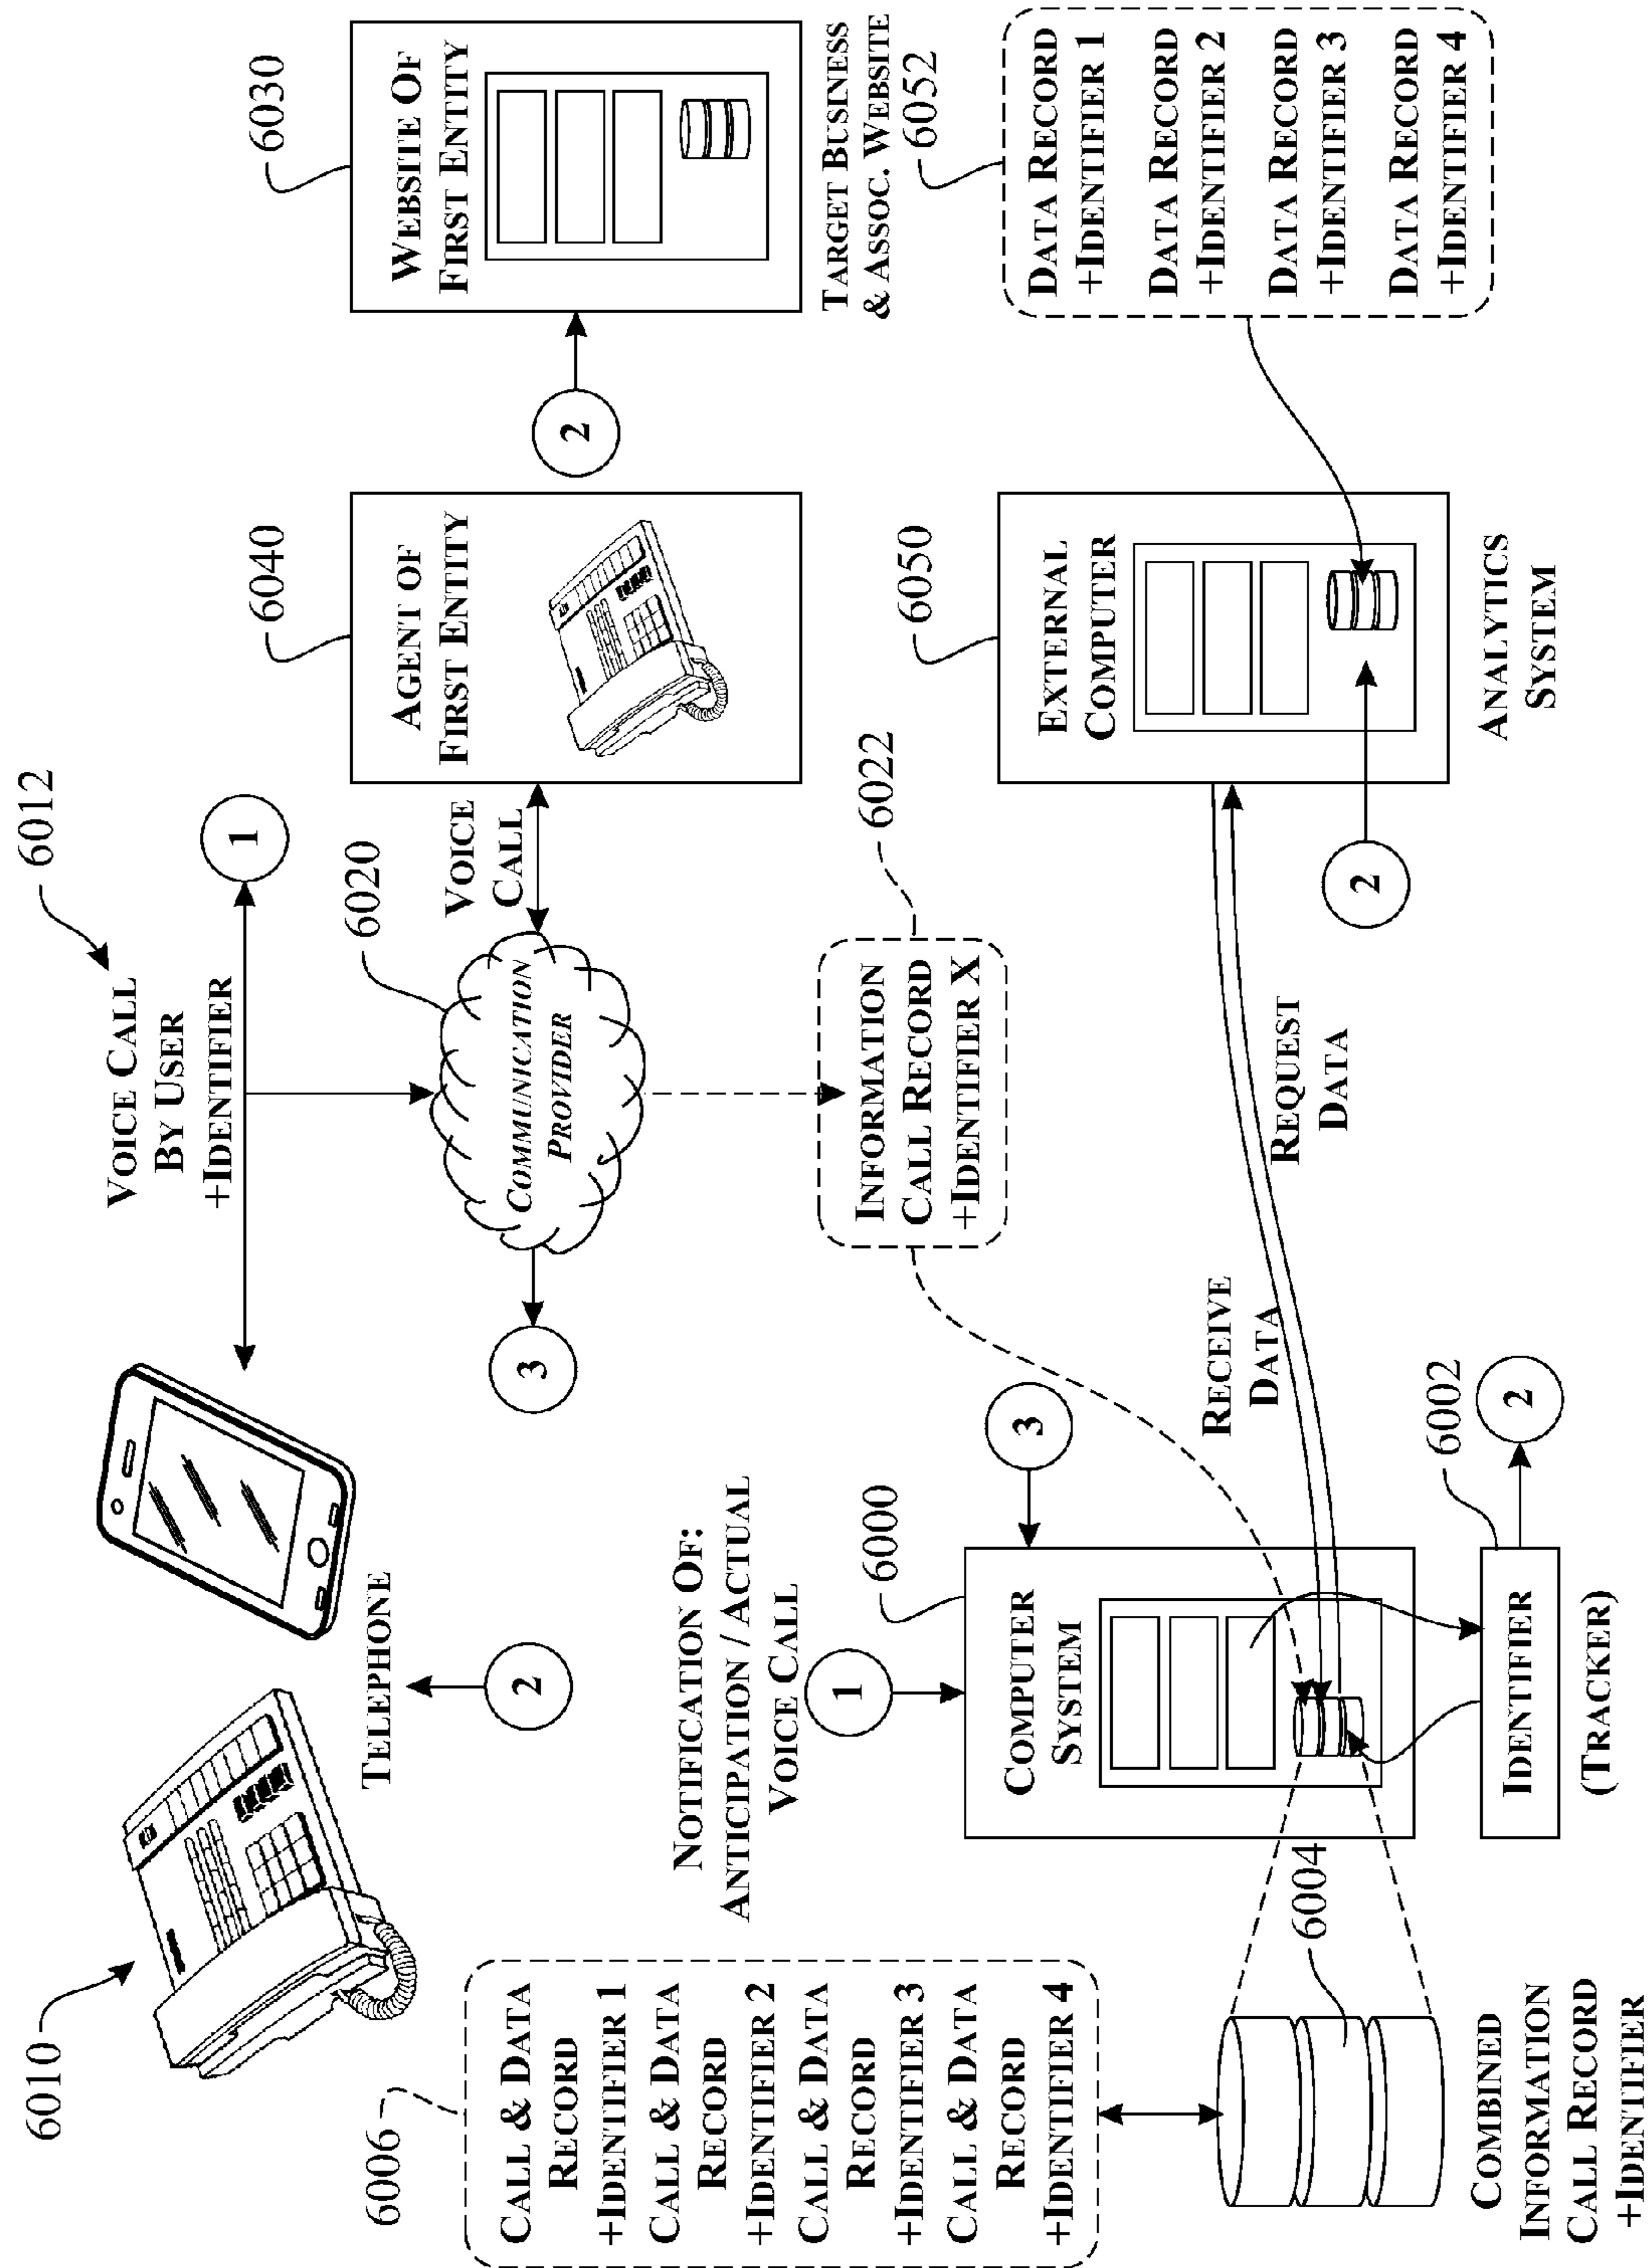 6010
TELEPHONE
2
6012
VOICE CALL
BY USER
+IDENTIFIER
1
6020
COMMUNICATION
PROVIDER
3
VOICE
CALL
6040
AGENT OF
FIRST ENTITY
6030
WEBSITE OF
FIRST ENTITY
2
TARGET BUSINESS
& ASSOC. WEBSITE
6006
CALL & DATA
RECORD
+IDENTIFIER 1
CALL & DATA
RECORD
+IDENTIFIER 2
CALL & DATA
RECORD
+IDENTIFIER 3
CALL & DATA
RECORD
+IDENTIFIER 4
NOTIFICATION OF:
ANTICIPATION / ACTUAL
VOICE CALL
1
6000
3
COMPUTER
SYSTEM
6022
INFORMATION
CALL RECORD
+IDENTIFIER X
RECEIVE
DATA
REQUEST
DATA
6050
EXTERNAL
COMPUTER
2
ANALYTICS
SYSTEM
6052
DATA RECORD
+IDENTIFIER 1
DATA RECORD
+IDENTIFIER 2
DATA RECORD
+IDENTIFIER 3
DATA RECORD
+IDENTIFIER 4
6004
COMBINED
INFORMATION
CALL RECORD
+IDENTIFIER
6002
IDENTIFIER
(TRACKER)
2